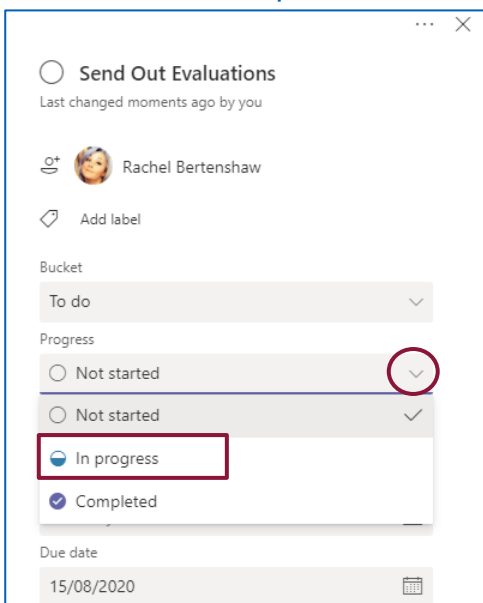 Send Out Evaluations
Last changed moments ago by you
Rachel Bertenshaw
Add label
Bucket
To do
Progress
Not started
Not started
In progress
Completed
Due date
15/08/2020